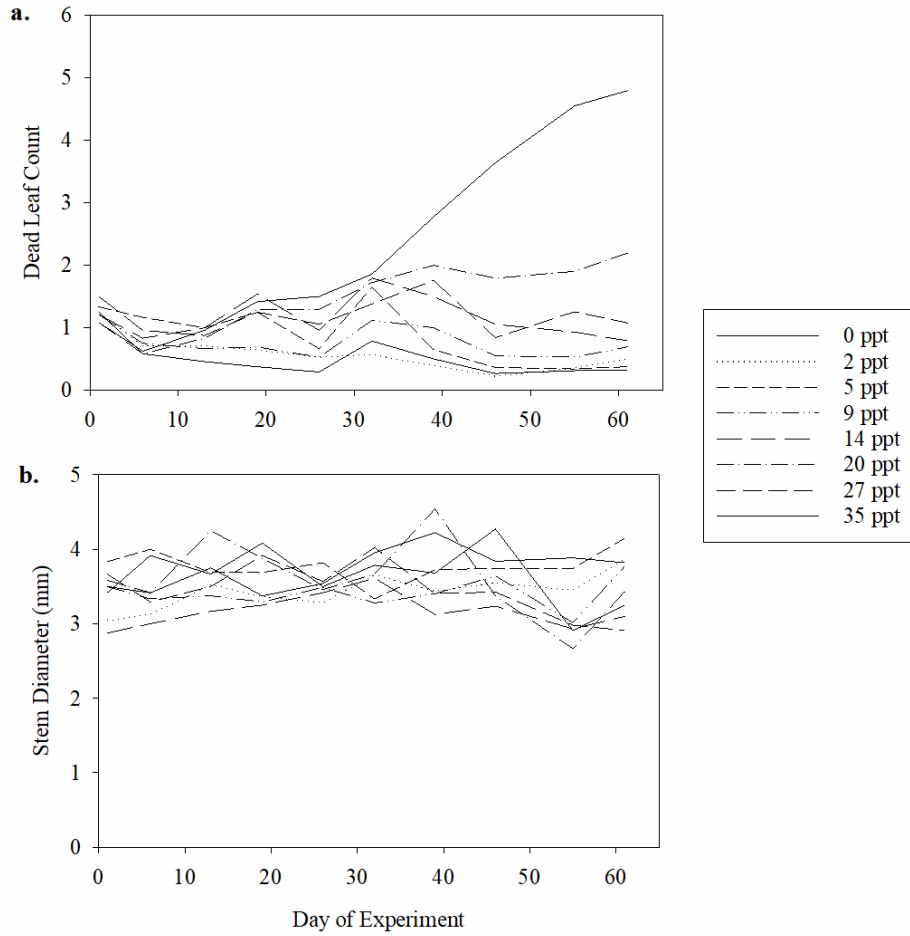 a.
6
5
4
3
2
1
0
Dead Leaf Count
0 10 20 30 40 50 60
0 ppt
2 ppt
5 ppt
9 ppt
14 ppt
20 ppt
27 ppt
35 ppt
b.
5
4
3
2
1
0
Stem Diameter (mm)
0 10 20 30 40 50 60
Day of Experiment